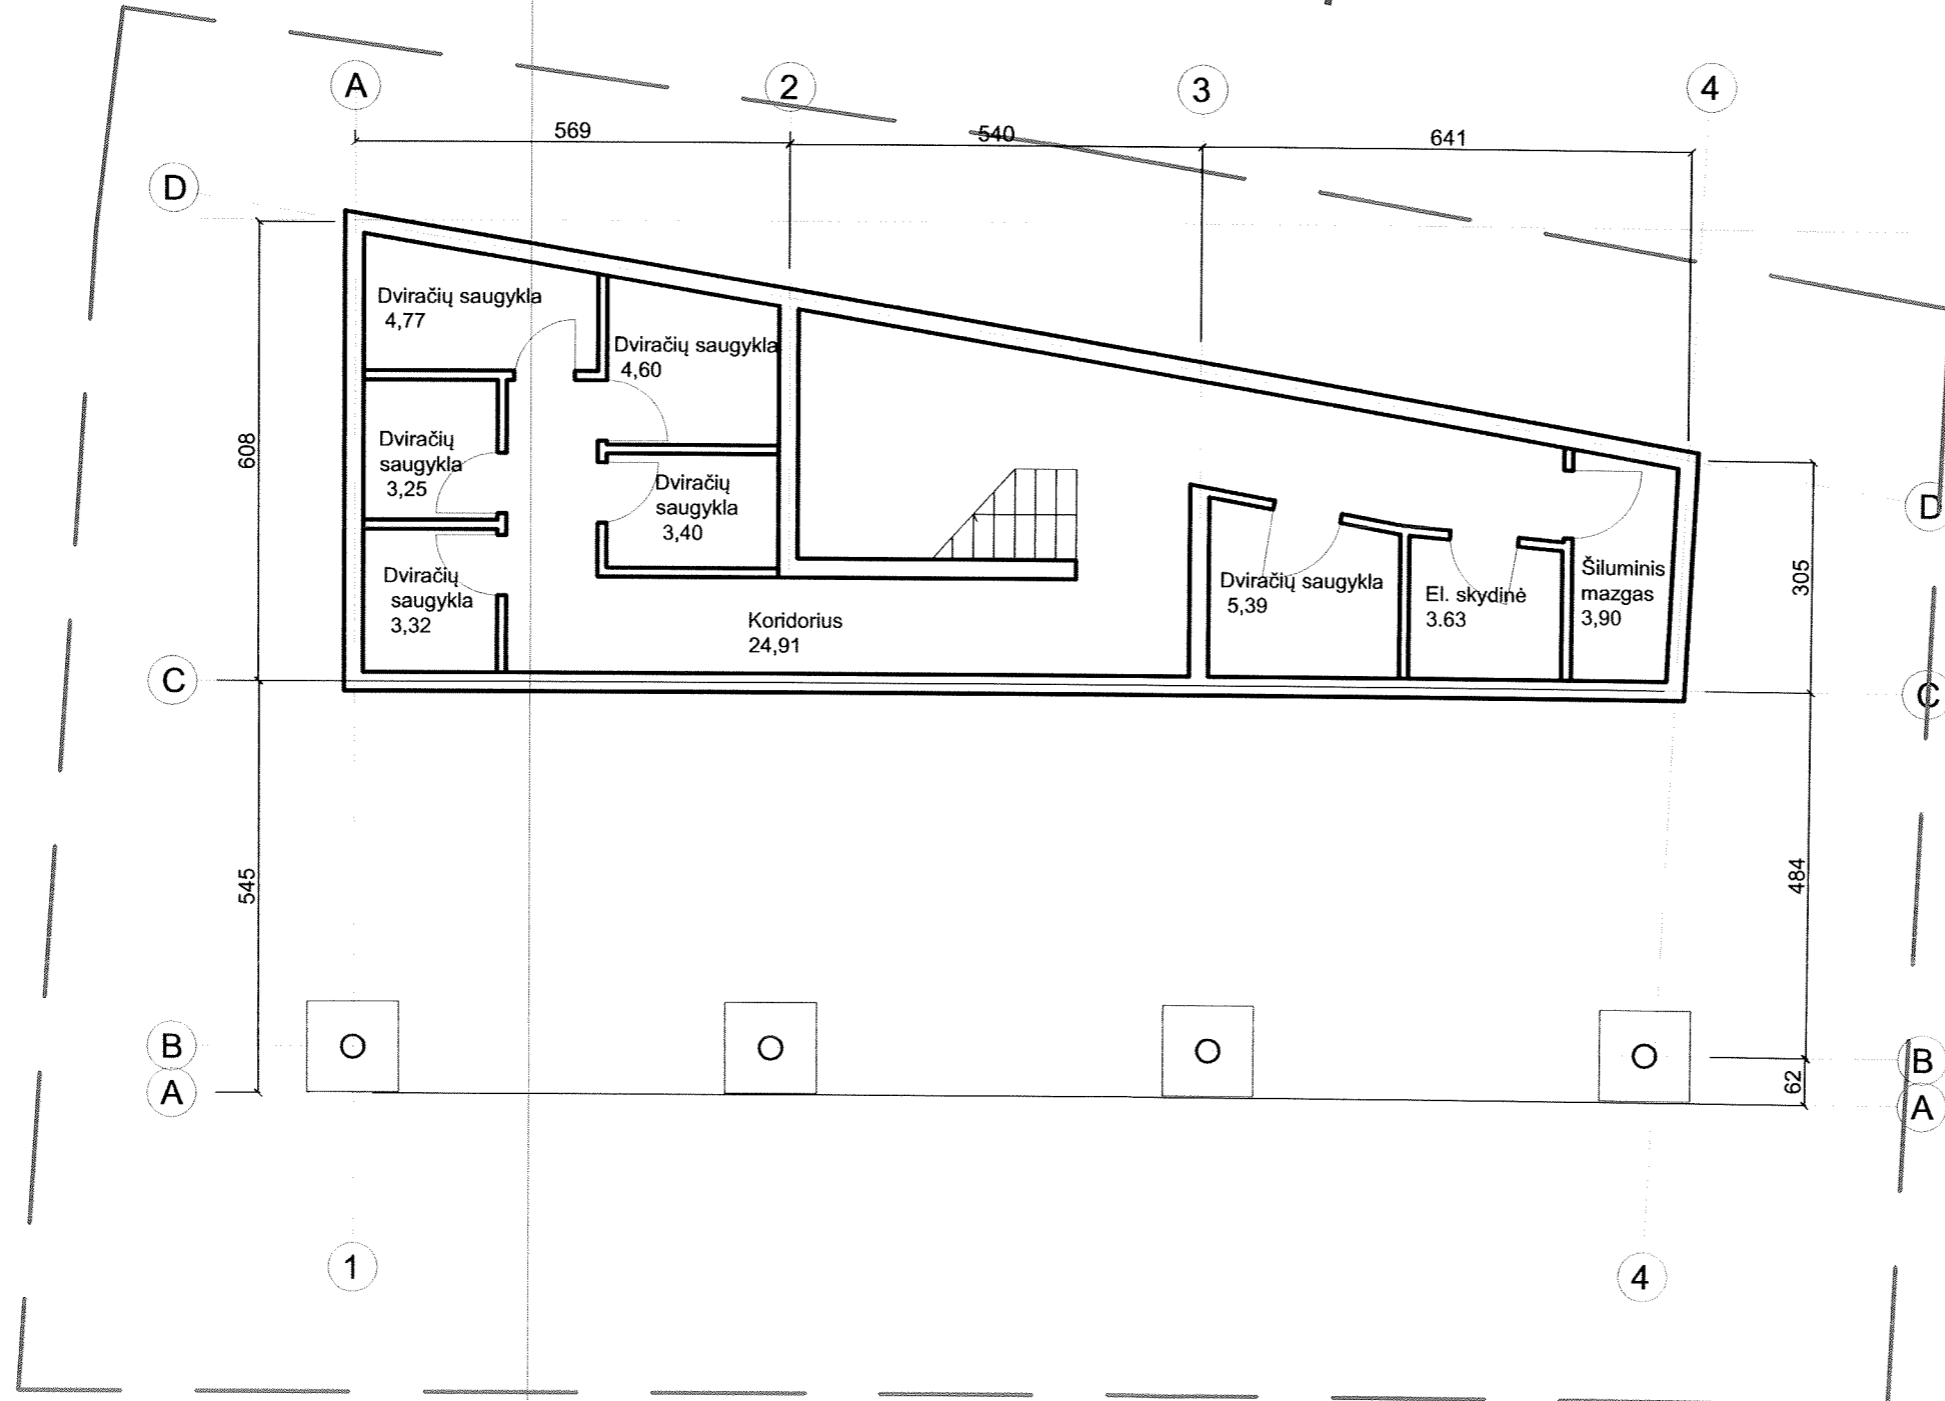 A
2
3
4
569
540
641
D
Dviračių saugykla
4,77
Dviračių saugykla
4,60
608
Dviračių
saugykla
3,25
Dviračių
saugykla
3,40
Dviračių
saugykla
3,32
Koridorius
24,91
Dviračių saugykla
5,39
El. skydinė
3.63
Šiluminis
mazgas
3,90
305
D
C
C
545
484
B
A
62
B
A
1
4